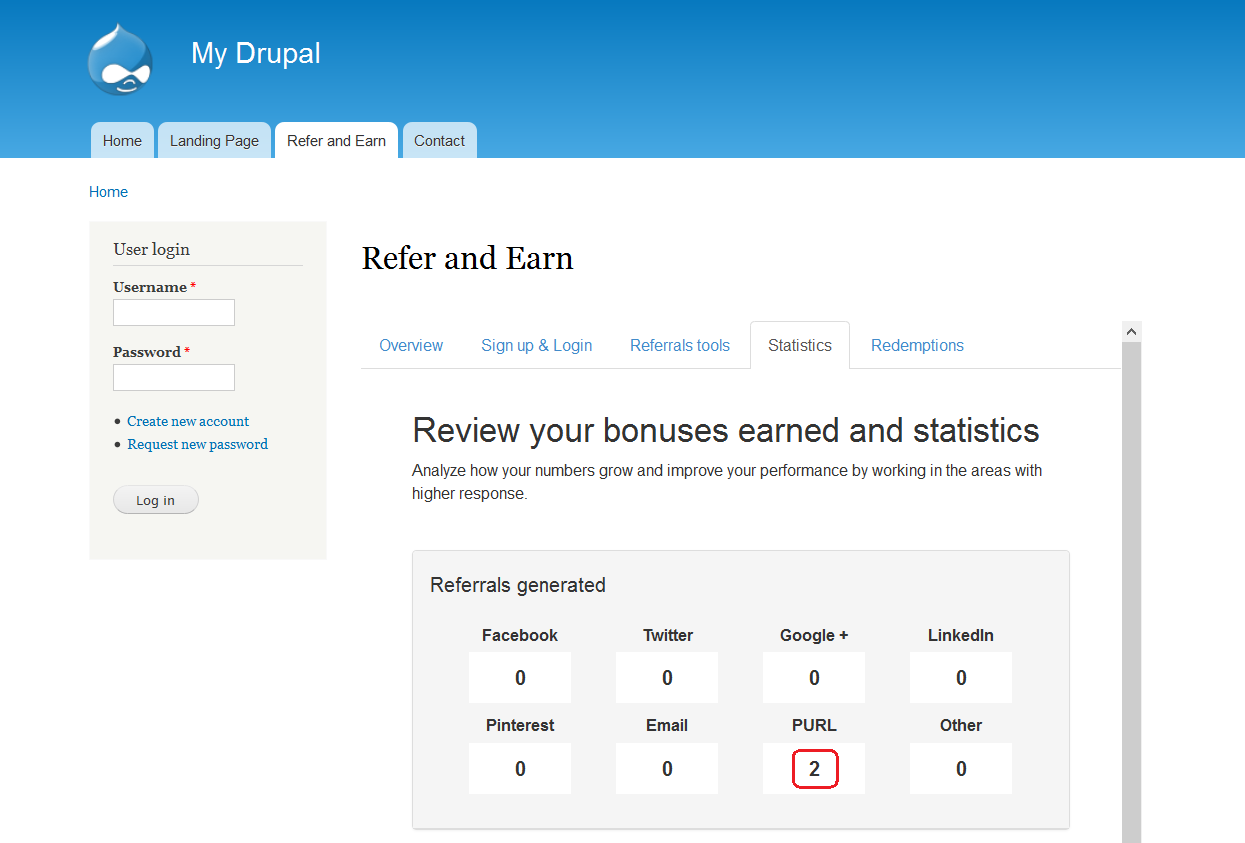 My Drupal
Home
Landing Page
Refer and Earn
Contact
Home
User login
Username *
Password *
Create new account
Request new password
Log in
Refer and Earn
Overview
Sign up & Login
Referrals tools
Statistics
Redemptions
Review your bonuses earned and statistics
Analyze how your numbers grow and improve your performance by working in the areas with
higher response.
Referrals generated
Facebook
Twitter
Google +
LinkedIn
0
0
0
0
Pinterest
Email
PURL
Other
0
0
2
0